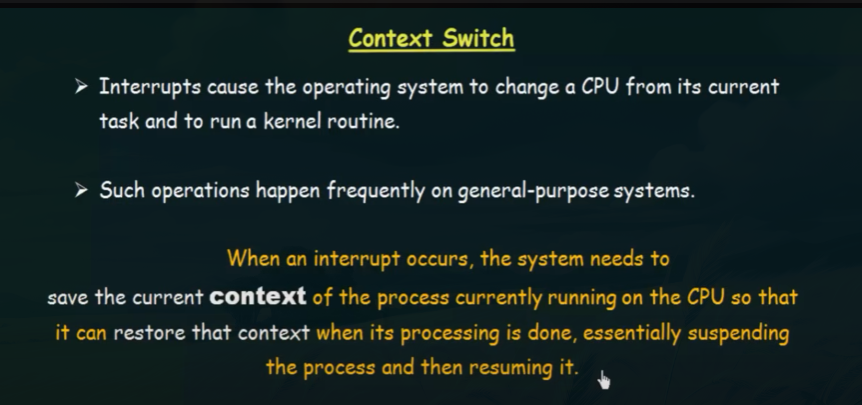 Context Switch
➤ Interrupts cause the operating system to change a CPU from its current
task and to run a kernel routine.
➤ Such operations happen frequently on general-purpose systems.
When an interrupt occurs, the system needs to
save the current context of the process currently running on the CPU so that
it can restore that context when its processing is done, essentially suspending
the process and then resuming it.